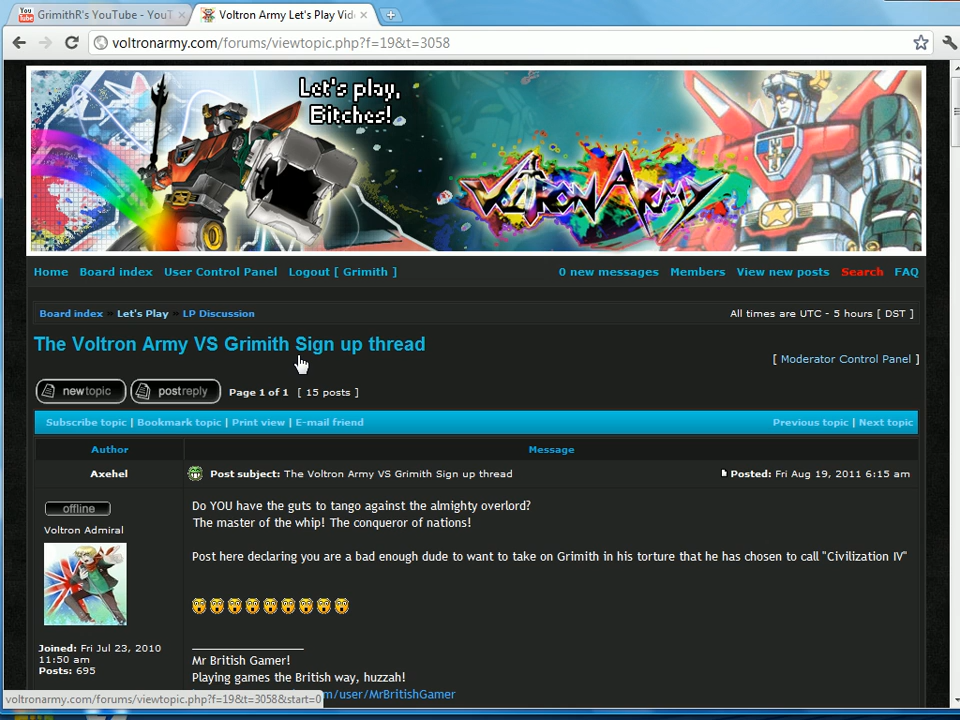 GrimithR's YouTube - YouT
Voltron Army Let's Play Vid
voltronarmy.com/forums/viewtopic.php?f=19&t=3058
Let's play,
Bitches!
Voltron Army
Home Board index User Control Panel Logout [ Grimith ] 0 new messages Members View new posts Search FAQ
Board index » Let's Play » LP Discussion All times are UTC - 5 hours [ DST ]
The Voltron Army VS Grimith Sign up thread
[ Moderator Control Panel ]
newtopic postreply Page 1 of 1 [ 15 posts ]
Subscribe topic | Bookmark topic | Print view | E-mail friend Previous topic | Next topic
Author Message
Axehel Post subject: The Voltron Army VS Grimith Sign up thread Posted: Fri Aug 19, 2011 6:15 am
offline
Voltron Admiral
Joined: Fri Jul 23, 2010
11:50 am
Posts: 695
Do YOU have the guts to tango against the almighty overlord?
The master of the whip! The conqueror of nations!
Post here declaring you are a bad enough dude to want to take on Grimith in his torture that he has chosen to call "Civilization IV"
Mr British Gamer!
Playing games the British way, huzzah!
m/user/MrBritishGamer
voltronarmy.com/forums/viewtopic.php?f=19&t=3058&start=0